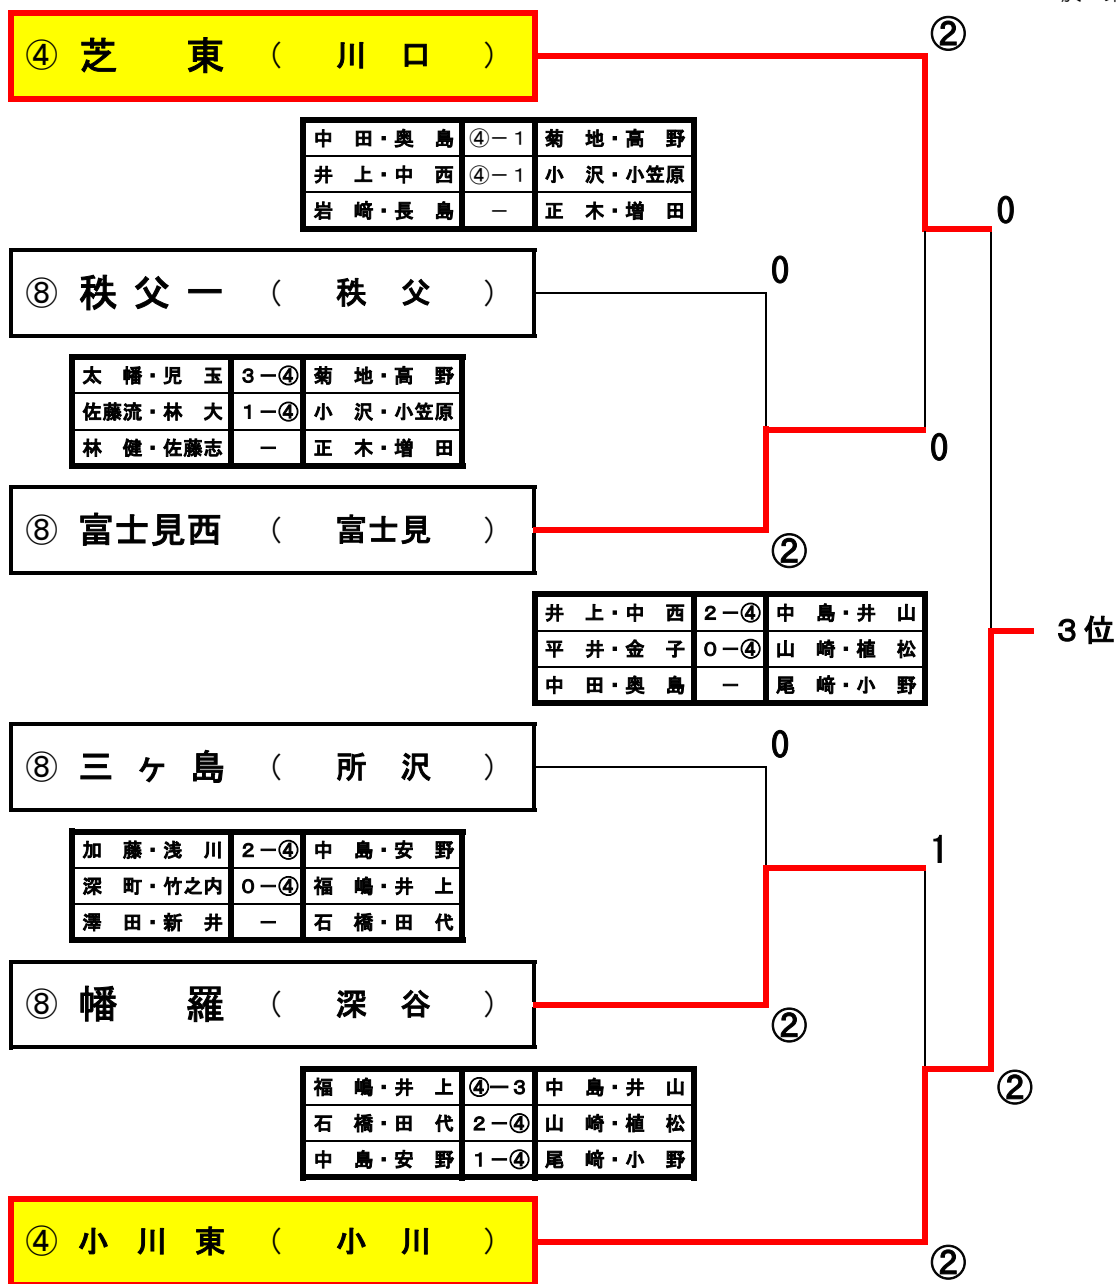 ②
④ 芝 東 ( 川 口 )
中 田・奥 島 ④－1 菊 地・高 野
井 上・中 西 ④－1 小 沢・小笠原
岩 﨑・長 島 － 正 木・増 田
0
0
⑧ 秩 父 一 ( 秩 父 )
太 幡・児 玉 3－④ 菊 地・高 野
佐藤流・林 大 1－④ 小 沢・小笠原
林 健・佐藤志 － 正 木・増 田
0
⑧ 富士見西 ( 富士見 )
②
井 上・中 西 2－④ 中 島・井 山
平 井・金 子 0－④ 山 崎・植 松
中 田・奥 島 － 尾 﨑・小 野
3位
0
⑧ 三 ヶ 島 ( 所 沢 )
加 藤・浅 川 2－④ 中 島・安 野
深 町・竹之内 0－④ 福 嶋・井 上
澤 田・新 井 － 石 橋・田 代
1
⑧ 幡 羅 ( 深 谷 )
②
福 嶋・井 上 ④－3 中 島・井 山
石 橋・田 代 2－④ 山 崎・植 松
中 島・安 野 1－④ 尾 﨑・小 野
②
④ 小 川 東 ( 小 川 )
②